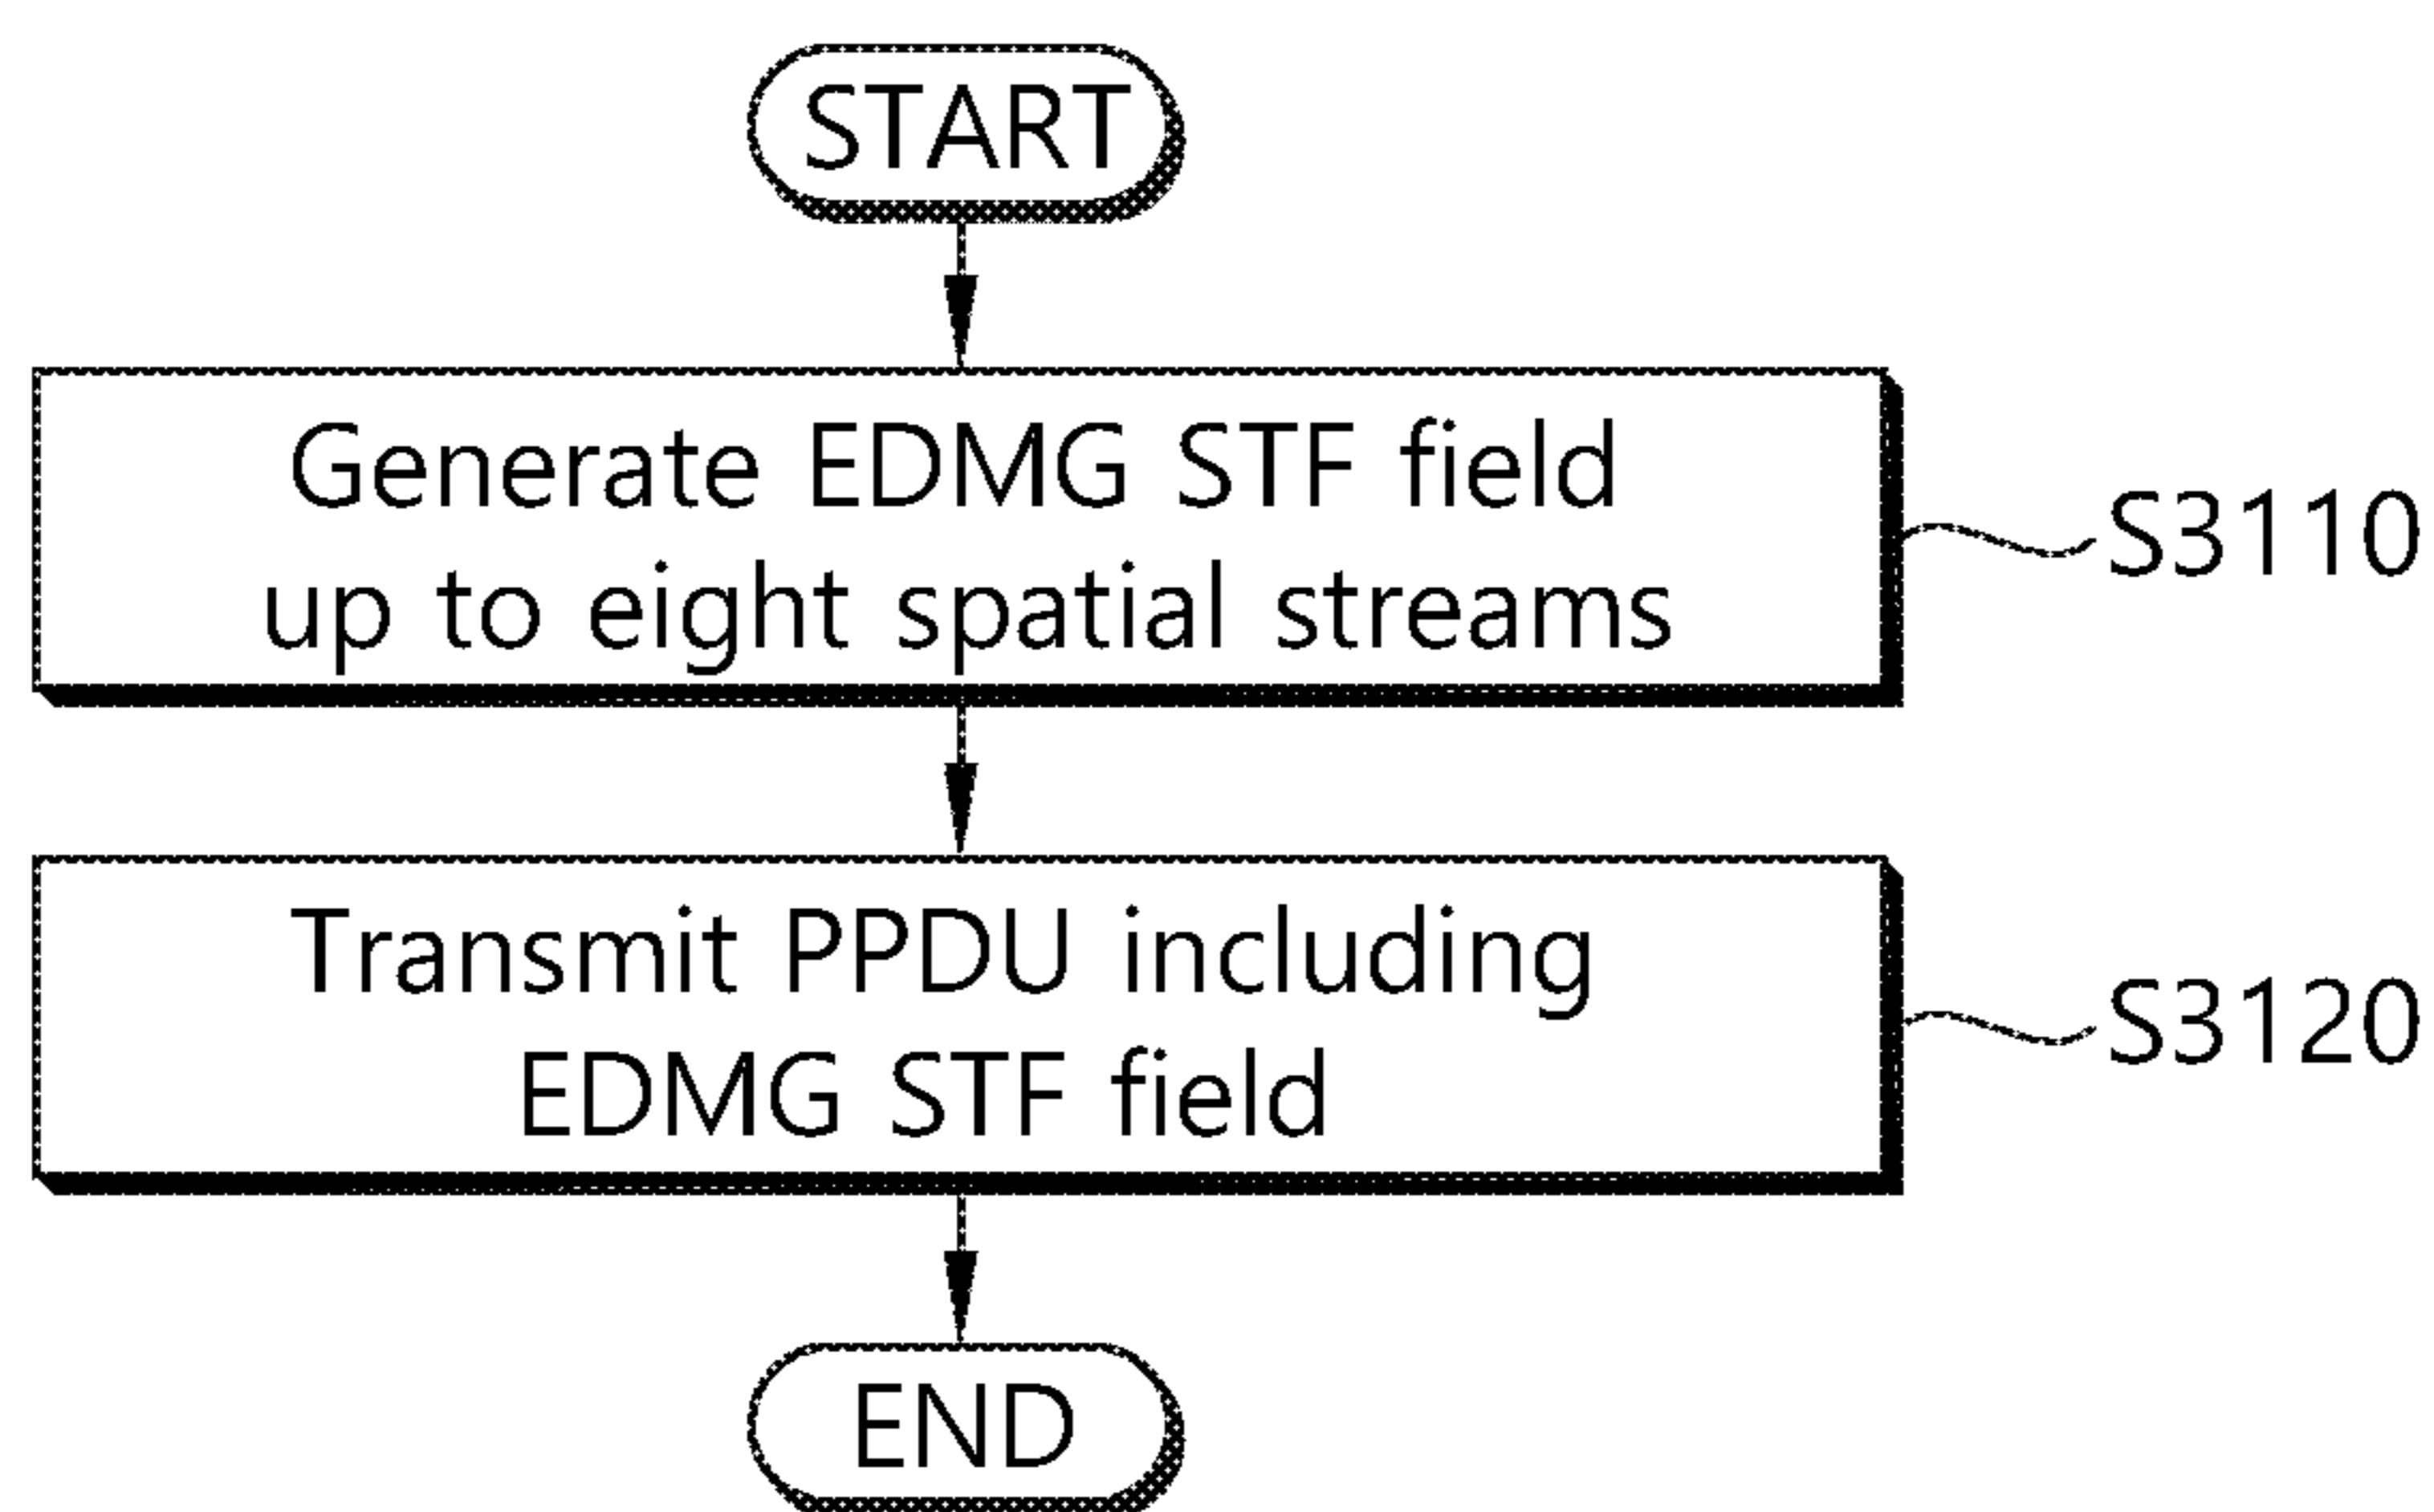 START
Generate EDMG STF field
up to eight spatial streams
S3110
Transmit PPDU including
EDMG STF field
S3120
END